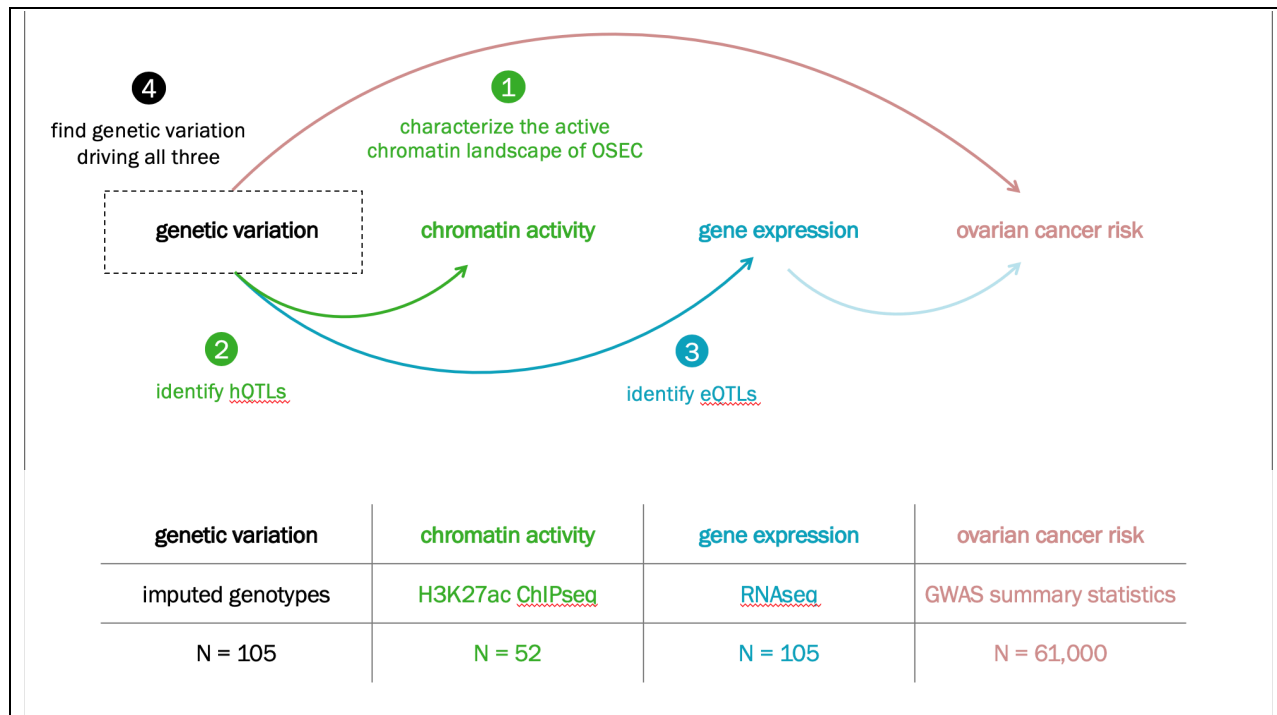 4
find genetic variation
driving all three
1
characterize the active
chromatin landscape of OSEC
genetic variation
chromatin activity
gene expression
ovarian cancer risk
2
identify hQTLs
3
identify eQTLs
genetic variation
chromatin activity
gene expression
ovarian cancer risk
imputed genotypes
H3K27ac ChIPseq
RNAseq
GWAS summary statistics
N = 105
N = 52
N = 105
N = 61,000